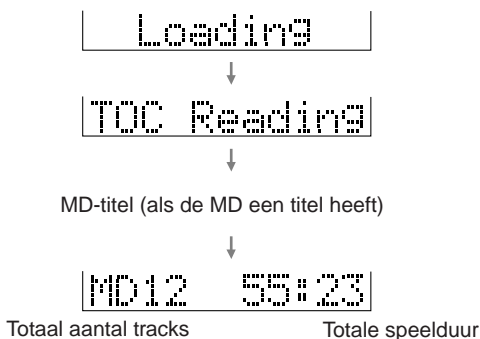 Loading
TOC Reading
MD-titel (als de MD een titel heeft)
MD12 55:23
Totaal aantal tracks Totale speelduur